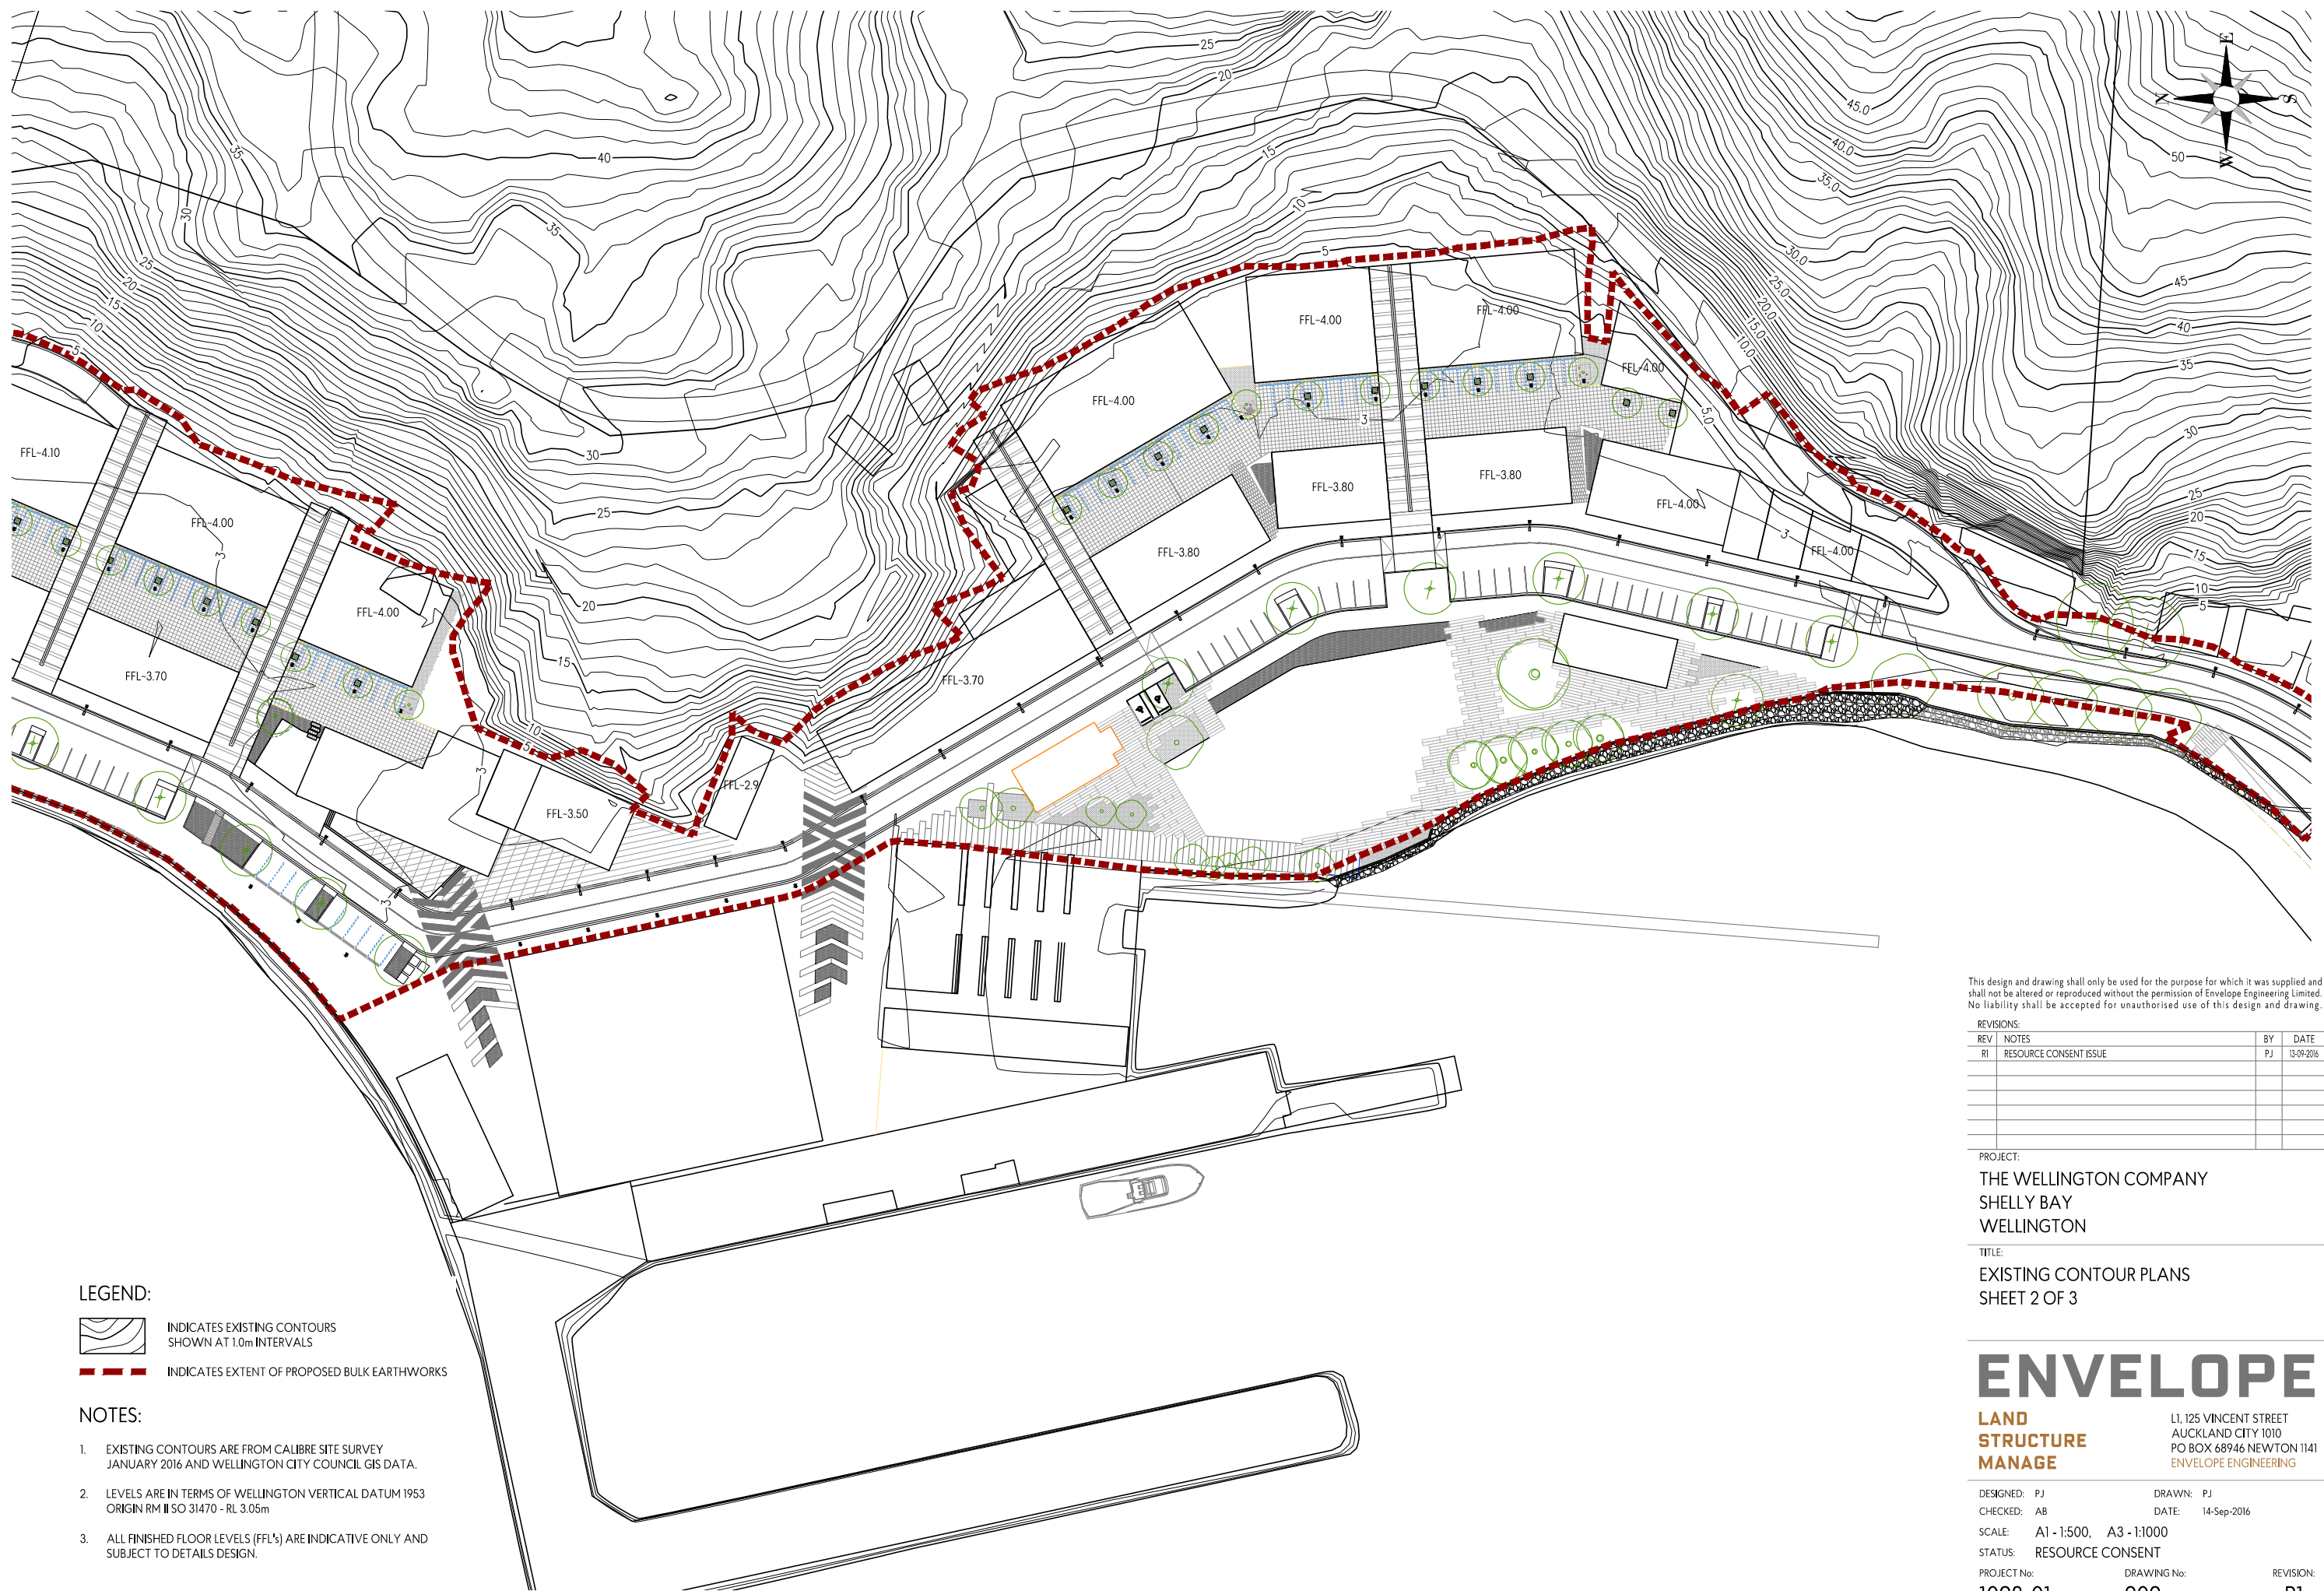 25
20
45.0
40.0
35.0
40
35
30
35
25
20
15
10
5
15
10
5
30.0
25.0
20.0
15.0
10.0
5.0
E
N
S
W
50
45
40
35
30
25
20
15
10
5
30
25
20
15
10
5
FFL~4.10
FFL~4.00
3
FFL~4.00
FFL~3.70
3
FFL~3.50
3
FFL~2.9
FFL~3.70
FFL~4.00
FFL~4.00
FFL~4.00
FFL~4.00
3
FFL~3.80
FFL~3.80
FFL~3.80
FFL~4.00
3
FFL~4.00
This design and drawing shall only be used for the purpose for which it was supplied and
shall not be altered or reproduced without the permission of Envelope Engineering Limited.
No liability shall be accepted for unauthorised use of this design and drawing.
REVISIONS:
REV NOTES BY DATE
R1 RESOURCE CONSENT ISSUE PJ 13-09-2016
PROJECT:
THE WELLINGTON COMPANY
SHELLY BAY
WELLINGTON
TITLE:
EXISTING CONTOUR PLANS
SHEET 2 OF 3
ENVELOPE
LAND
STRUCTURE
MANAGE
L1, 125 VINCENT STREET
AUCKLAND CITY 1010
PO BOX 68946 NEWTON 1141
ENVELOPE ENGINEERING
DESIGNED: PJ DRAWN: PJ
CHECKED: AB DATE: 14-Sep-2016
SCALE: A1 - 1:500, A3 - 1:1000
STATUS: RESOURCE CONSENT
PROJECT No: DRAWING No: REVISION:
LEGEND:
INDICATES EXISTING CONTOURS
SHOWN AT 1.0m INTERVALS
INDICATES EXTENT OF PROPOSED BULK EARTHWORKS
NOTES:
1. EXISTING CONTOURS ARE FROM CALIBRE SITE SURVEY
JANUARY 2016 AND WELLINGTON CITY COUNCIL GIS DATA.
2. LEVELS ARE IN TERMS OF WELLINGTON VERTICAL DATUM 1953
ORIGIN RM II SO 31470 - RL 3.05m
3. ALL FINISHED FLOOR LEVELS (FFL's) ARE INDICATIVE ONLY AND
SUBJECT TO DETAILS DESIGN.